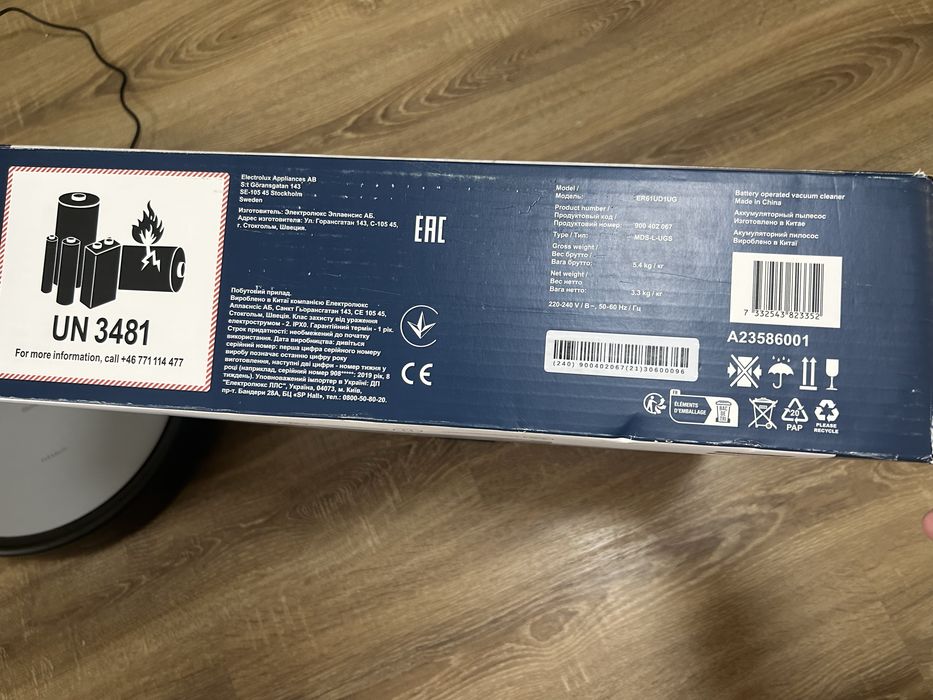 UN 3481
For more information, call +46 771 114 477
Electrolux Appliances AB
S:t Göransgatan 143
SE-105 45 Stockholm
Sweden
Изготовитель: Электролюкс Эплаенсис АБ.
Адрес изготовителя: Ул. Горансгатан 143, С-105 45,
г. Стокгольм, Швеция.
EAC
Побутовий прилад.
Вироблено в Китаї компанією Електролюкс
Апплаєнсіс АБ, Санкт Гьорансгатан 143, СЕ 105 45,
Стокгольм, Швеція. Клас захисту від ураження
електрострумом - 2. IPX0. Гарантійний термін - 1 рік.
Строк придатності: необмежений до початку
використання. Дата виробництва: дивіться
серійний номер: перша цифра серійного номеру
виробу позначає останню цифру року
виготовлення, наступні дві цифри - номер тижня у
році (наприклад, серійний номер 908*****: 2019 рік, 8
тиждень). Уповноважений імпортер в Україні: ДП
"Електролюкс ЛПС", Україна, 04073, м. Київ,
пр-т. Бандери 28А, БЦ «SP Hall», тел.: 0800-50-80-20.
CE
Model /
Модель: ER61UD1UG
Product number /
Продуктовый код /
Продуктовий номер: 900 402 067
Type / Тип: MDS-L-UGS
Gross weight /
Вес брутто /
Вага брутто: 5.4 kg / кг
Net weight /
Вес нетто
Вага нетто: 3.3 kg / кг
220-240 V / В~, 50-60 Hz / Гц
(240) 900402067(21)30600096
Battery operated vacuum cleaner
Made in China
Аккумуляторный пылесос
Изготовлено в Китае
Акумуляторний пилосос
Вироблено в Китаї
7 332543 823352
A23586001
FR
ÉLÉMENTS
D'EMBALLAGE
BAC
DE
TRI
20
PAP
PLEASE
RECYCLE